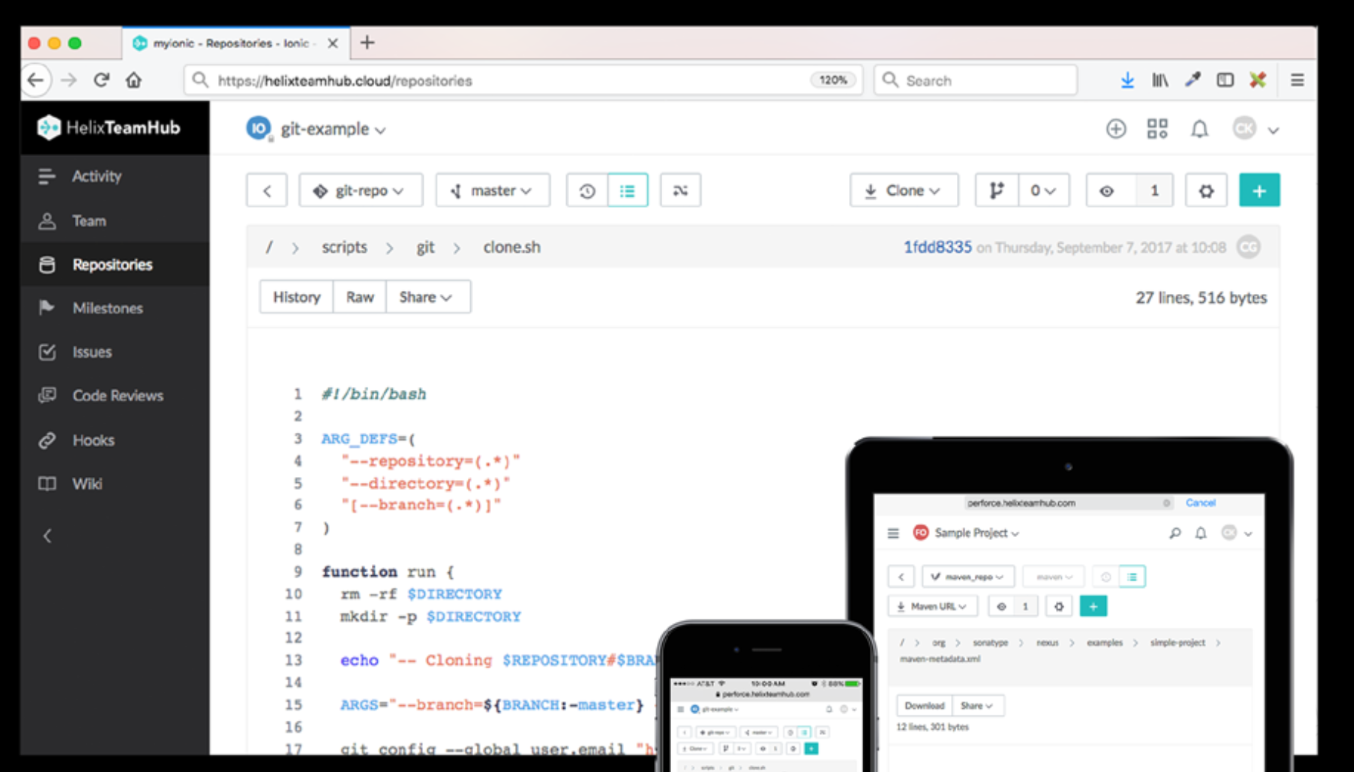 myionic - Repositories - Ionic -
https://helixteamhub.cloud/repositories 120% Search
HelixTeamHub
IO git-example CK
Activity
Team
Repositories
Milestones
Issues
Code Reviews
Hooks
Wiki
git-repo master Clone 0 1
/ > scripts > git > clone.sh 1fdd8335 on Thursday, September 7, 2017 at 10:08 CG
History Raw Share 27 lines, 516 bytes
1 #!/bin/bash
2
3 ARG_DEFS=(
4 "--repository=(.*)"
5 "--directory=(.*)"
6 "[--branch=(.*)]"
7 )
8
9 function run {
10 rm -rf $DIRECTORY
11 mkdir -p $DIRECTORY
12
13 echo "-- Cloning $REPOSITORY#$BRA
14
15 ARGS="--branch=${BRANCH:-master}
16
17 git config --global user.email "h
AT&T 10:00 AM 88%
perforce.helixteamhub.com
git-example
git-repo master
Clone 0 1
/ > scripts > git > clone.sh
perforce.helixteamhub.com Cancel
FO Sample Project CK
maven_repo maven
Maven URL 1
/ > org > sonatype > nexus > examples > simple-project >
maven-metadata.xml
Download Share
12 lines, 301 bytes